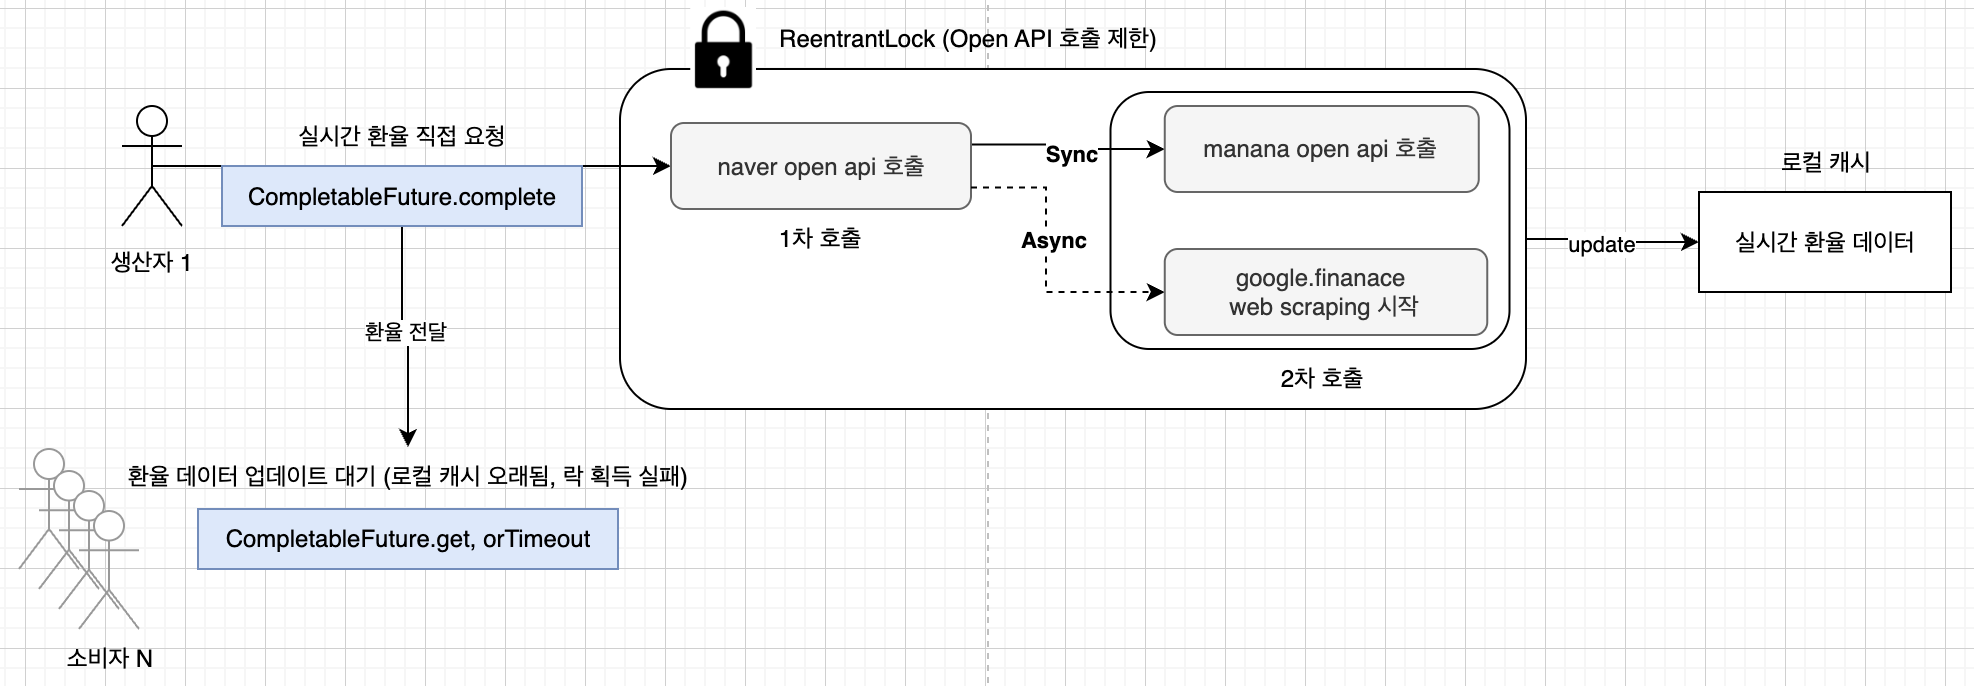 ReentrantLock (Open API 호출 제한)
실시간 환율 직접 요청
CompletableFuture.complete
생산자 1
환율 전달
naver open api 호출
1차 호출
Sync
Async
manana open api 호출
google.finanace
web scraping 시작
2차 호출
update
로컬 캐시
실시간 환율 데이터
환율 데이터 업데이트 대기 (로컬 캐시 오래됨, 락 획득 실패)
CompletableFuture.get, orTimeout
소비자 N